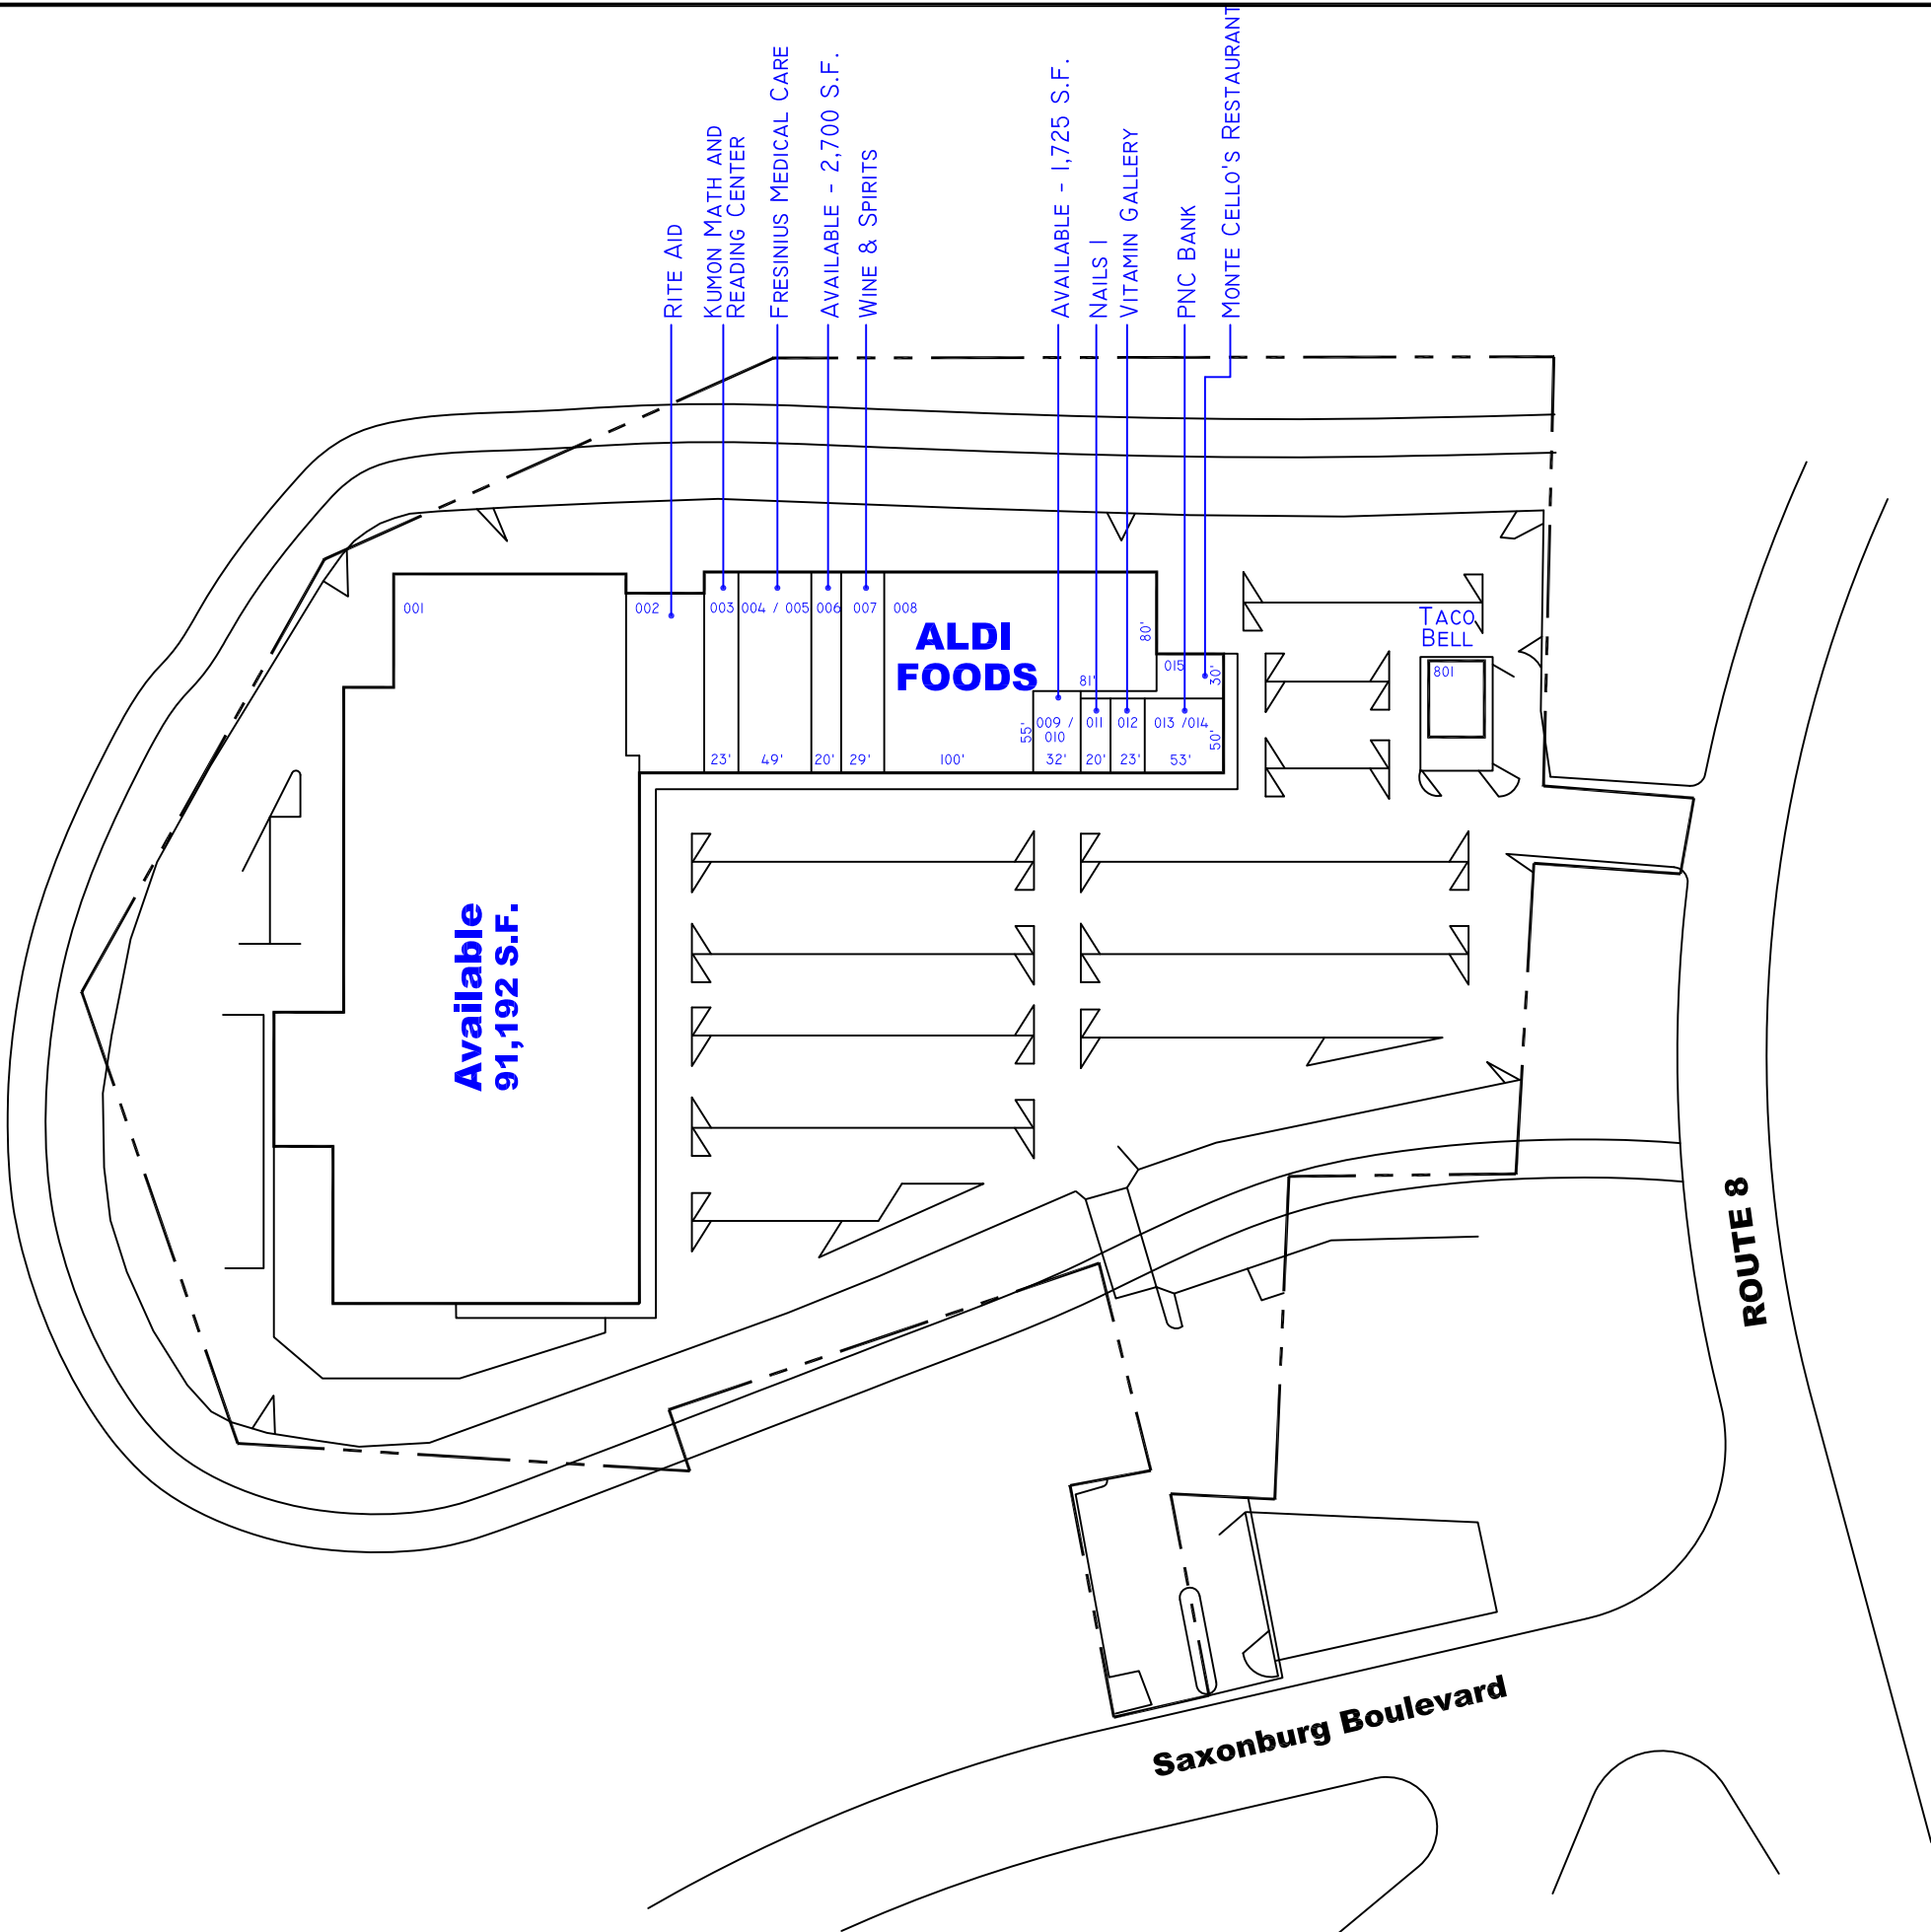 RITE AID
KUMON MATH AND
READING CENTER
FRESINIUS MEDICAL CARE
AVAILABLE - 2,700 S.F.
WINE & SPIRITS
AVAILABLE - 1,725 S.F.
NAILS I
VITAMIN GALLERY
PNC BANK
MONTE CELLO'S RESTAURANT
001
002
003
004 / 005
006
007
008
ALDI
FOODS
80'
81'
015
30'
TACO
BELL
801
55'
009 /
010
011
012
013 /014
50'
23'
49'
20'
29'
100'
32'
20'
23'
53'
Available
91,192 S.F.
ROUTE 8
Saxonburg Boulevard